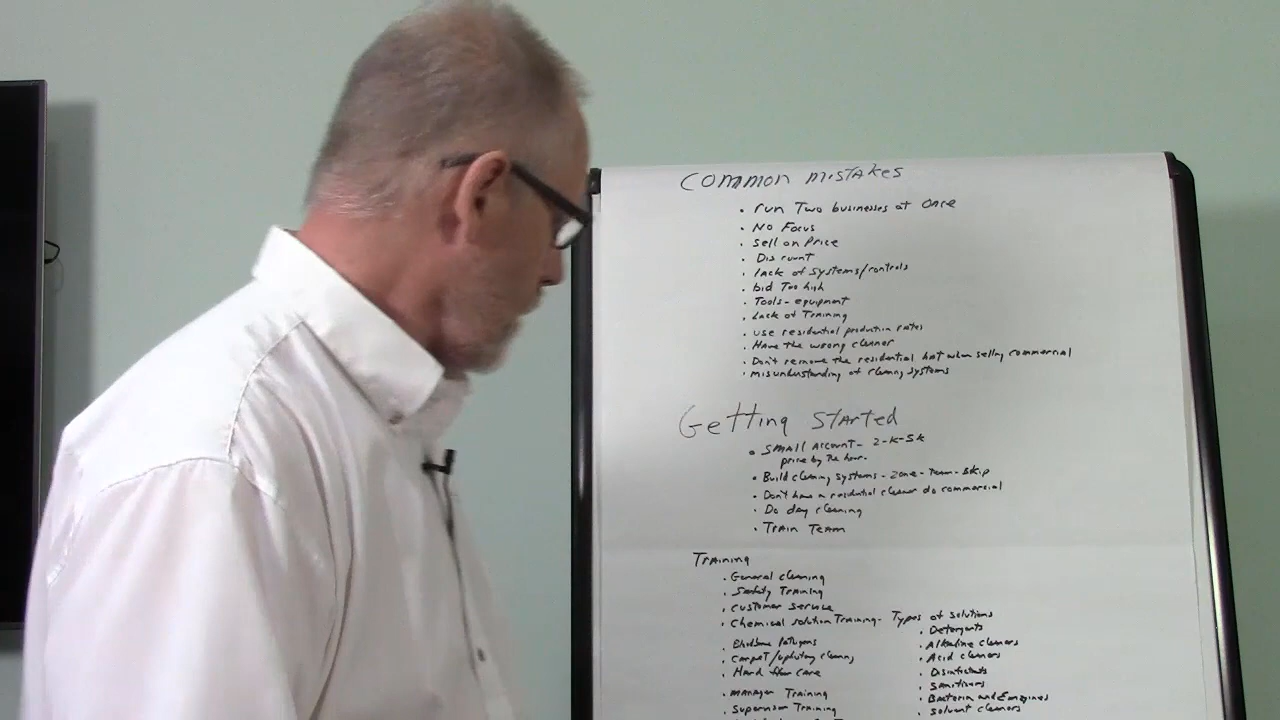 Common mistakes
• run Two businesses at Once
• No Focus
• Sell on Price
• Discount
• lack of Systems/controls
• bid Too high
• Tools - equipment
• Lack of Training
• use residential production rates
• Have the wrong cleaner
• Don't remove the residential hat when selling commercial
• misunderstanding of cleaning systems
Getting Started
• Small Account - 2-K-5k
price by the hour.
• Build cleaning systems - zone - Team - skip
• Don't have a residential cleaner do commercial
• Do day cleaning
• Train Team
Training
• General cleaning
• Safety Training
• Customer Service
• Chemical solution Training - Types of solutions
• Detergents
• Alkaline cleaners
• Acid cleaners
• Disinfectants
• Sanitizers
• Bacteria and Enzymes
• Solvent cleaners
• Carpet/upholstery cleaning
• Hard floor care
• Manager Training
• Supervisor Training